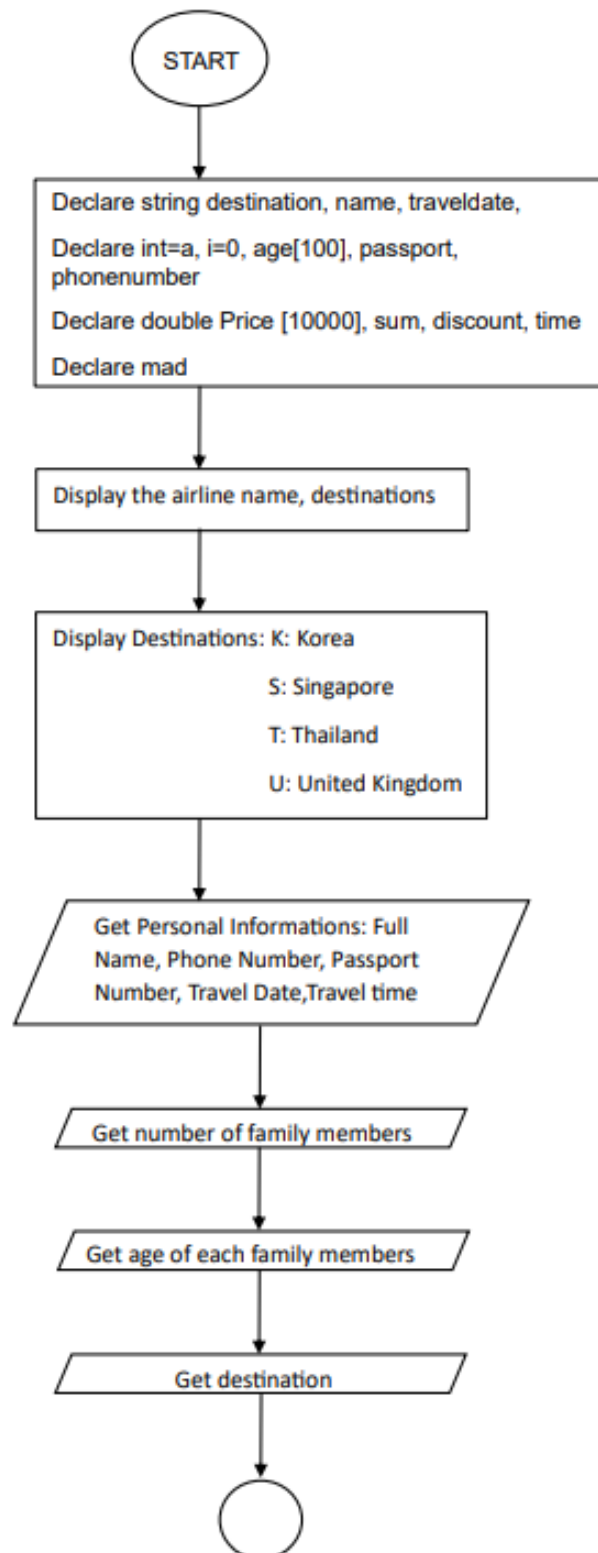 START
Declare string destination, name, traveldate,
Declare int=a, i=0, age[100], passport,
phonenumber
Declare double Price [10000], sum, discount, time
Declare mad
Display the airline name, destinations
Display Destinations: K: Korea
S: Singapore
T: Thailand
U: United Kingdom
Get Personal Informations: Full
Name, Phone Number, Passport
Number, Travel Date,Travel time
Get number of family members
Get age of each family members
Get destination